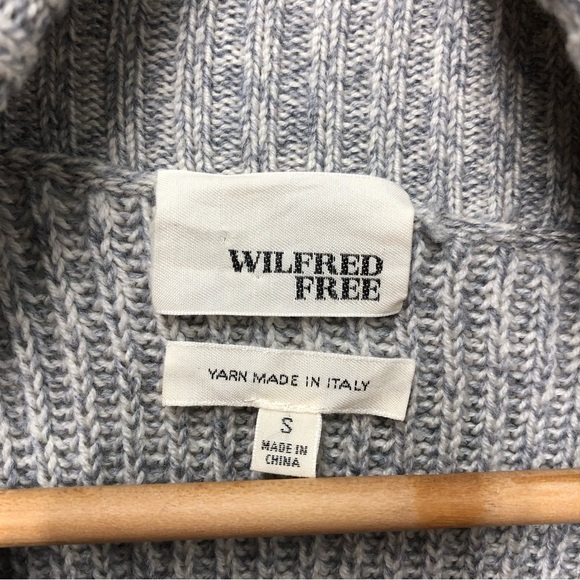 WILFRED
FREE
YARN MADE IN ITALY
S
MADE IN
CHINA